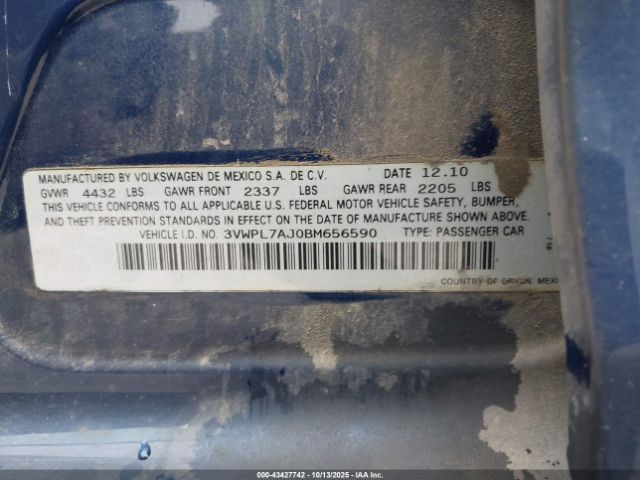 MANUFACTURED BY VOLKSWAGEN DE MEXICO S.A. DE C.V. DATE 12.10
GVWR 4432 LBS GAWR FRONT 2337 LBS GAWR REAR 2205 LBS
THIS VEHICLE CONFORMS TO ALL APPLICABLE U.S. FEDERAL MOTOR VEHICLE SAFETY, BUMPER,
AND THEFT PREVENTION STANDARDS IN EFFECT ON THE DATE OF MANUFACTURE SHOWN ABOVE.
VEHICLE I.D. NO. 3VWPL7AJ0BM656590 TYPE: PASSENGER CAR
COUNTRY OF ORIGIN, MEXI
000-43427742 - 10/13/2025 - IAA Inc.